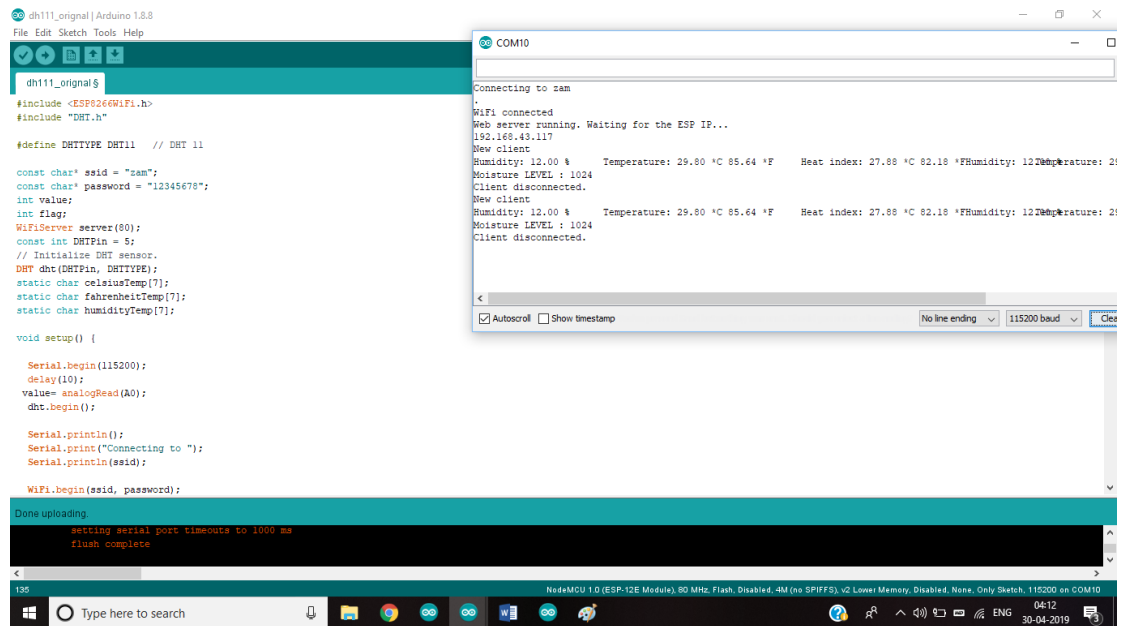 dh111_orignal | Arduino 1.8.8
File Edit Sketch Tools Help
dh111_orignal §
#include <ESP8266WiFi.h>
#include "DHT.h"
#define DHTTYPE DHT11 // DHT 11
const char* ssid = "zam";
const char* password = "12345678";
int value;
int flag;
WiFiServer server(80);
const int DHTPin = 5;
// Initialize DHT sensor.
DHT dht(DHTPin, DHTTYPE);
static char celsiusTemp[7];
static char fahrenheitTemp[7];
static char humidityTemp[7];
void setup() {
Serial.begin(115200);
delay(10);
value= analogRead(A0);
dht.begin();
Serial.println();
Serial.print("Connecting to ");
Serial.println(ssid);
WiFi.begin(ssid, password);
COM10
Connecting to zam
.
WiFi connected
Web server running. Waiting for the ESP IP...
192.168.43.117
New client
Humidity: 12.00 % Temperature: 29.80 *C 85.64 *F Heat index: 27.88 *C 82.18 *FHumidity: 12
Moisture LEVEL : 1024
Client disconnected.
New client
Humidity: 12.00 % Temperature: 29.80 *C 85.64 *F Heat index: 27.88 *C 82.18 *FHumidity: 12
Moisture LEVEL : 1024
Client disconnected.
Autoscroll Show timestamp No line ending 115200 baud Clea
Done uploading.
setting serial port timeouts to 1000 ms
flush complete
135 NodeMCU 1.0 (ESP-12E Module), 80 MHz, Flash, Disabled, 4M (no SPIFFS), v2 Lower Memory, Disabled, None, Only Sketch, 115200 on COM10
Type here to search W ENG 04:12
30-04-2019 3